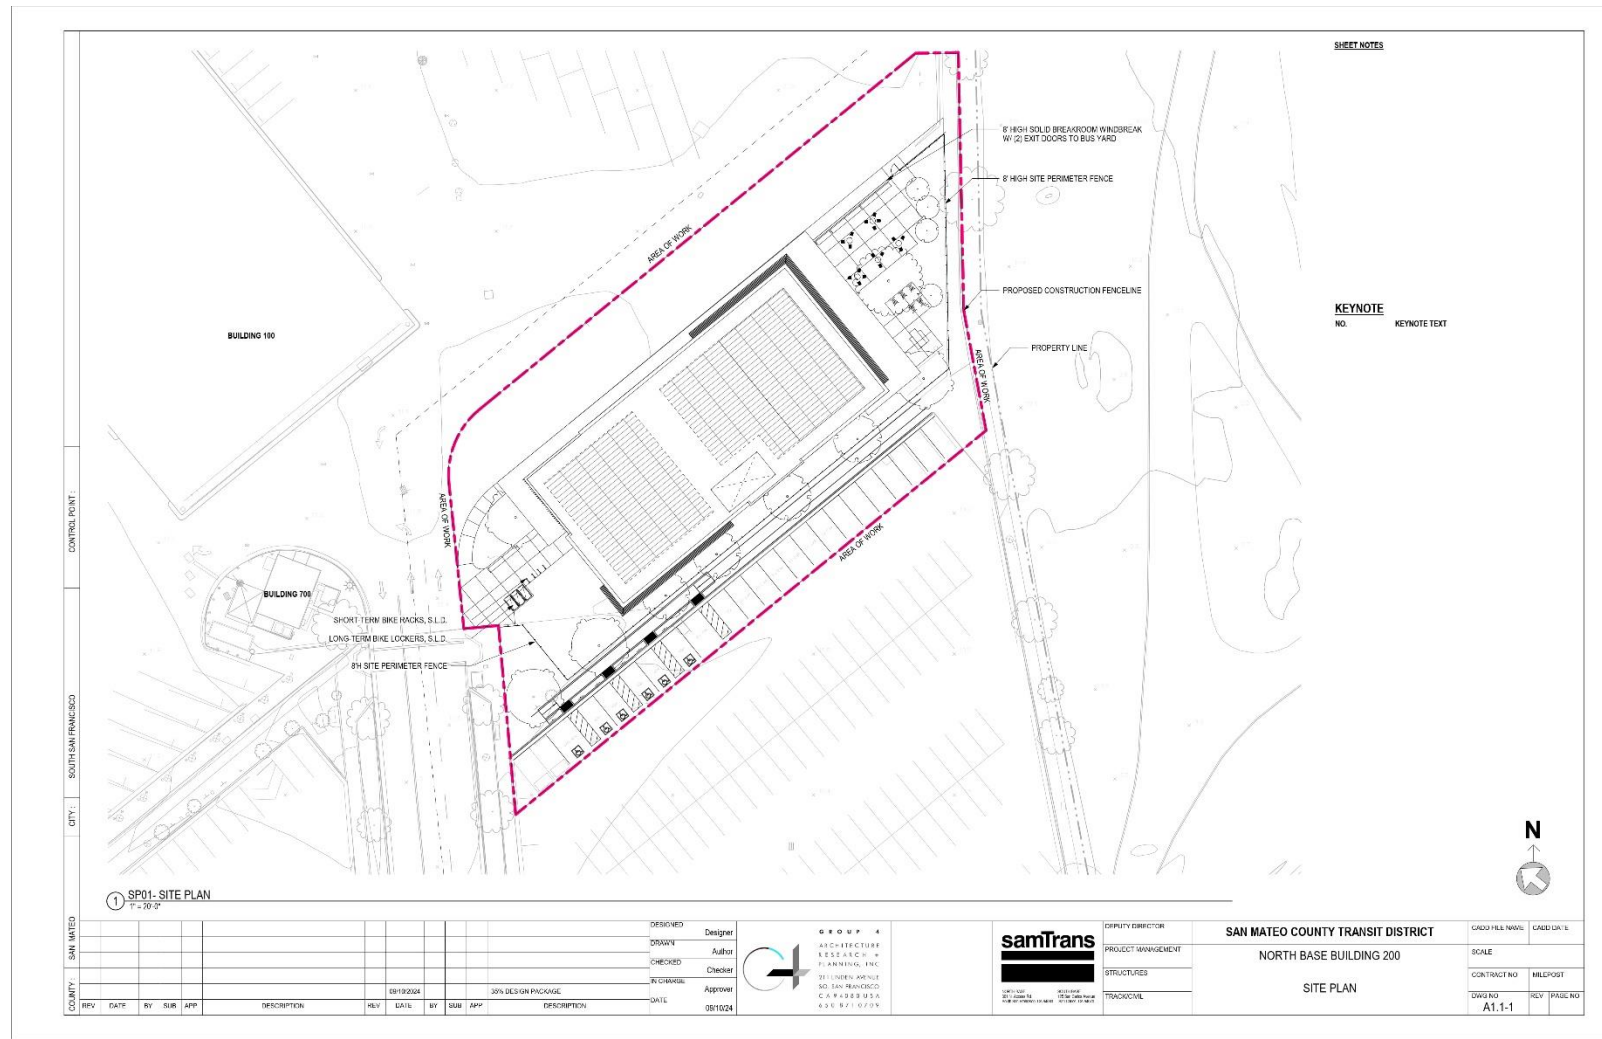 SHEET NOTES
8' HIGH SOLID BREAKROOM WINDBREAK
W/ (2) EXIT DOORS TO BUS YARD
8' HIGH SITE PERIMETER FENCE
AREA OF WORK
PROPOSED CONSTRUCTION FENCELINE
KEYNOTE
NO.
KEYNOTE TEXT
BUILDING 100
PROPERTY LINE
AREA OF WORK
AREA OF WORK
AREA OF WORK
BUILDING 700
SHORT-TERM BIKE RACKS, S.L.D.
LONG-TERM BIKE LOCKERS, S.L.D.
8'H SITE PERIMETER FENCE
CONTROL POINT :
SOUTH SAN FRANCISCO
CITY :
SAN MATEO
COUNTY :
N
1
SP01- SITE PLAN
1" = 20'-0"
09/10/2024
35% DESIGN PACKAGE
REV DATE BY SUB APP DESCRIPTION REV DATE BY SUB APP DESCRIPTION
DESIGNED
Designer
DRAWN
Author
CHECKED
Checker
IN CHARGE
Approver
DATE
09/10/24
GROUP 4
ARCHITECTURE
RESEARCH +
PLANNING, INC
211 LINDEN AVENUE
SO. SAN FRANCISCO
CA 94080 USA
650·871·0709
samTrans
DEPUTY DIRECTOR
PROJECT MANAGEMENT
STRUCTURES
TRACK/CIVIL
SAN MATEO COUNTY TRANSIT DISTRICT
NORTH BASE BUILDING 200
SITE PLAN
CADD FILE NAME
CADD DATE
SCALE
CONTRACT NO
MILEPOST
DWG NO
A1.1-1
REV
PAGE NO